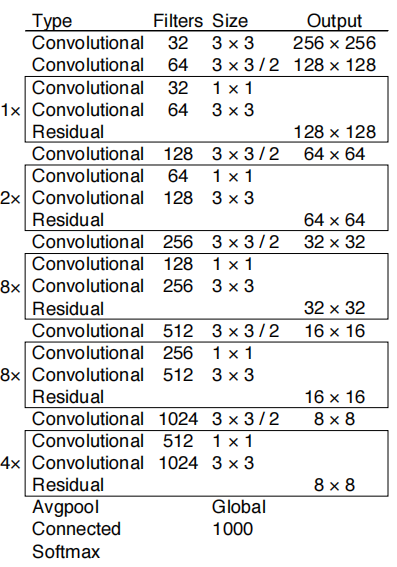 Type Filters Size Output
Convolutional 32 3 × 3 256 × 256
Convolutional 64 3 × 3 / 2 128 × 128
Convolutional 32 1 × 1
1× Convolutional 64 3 × 3
Residual 128 × 128
Convolutional 128 3 × 3 / 2 64 × 64
Convolutional 64 1 × 1
2× Convolutional 128 3 × 3
Residual 64 × 64
Convolutional 256 3 × 3 / 2 32 × 32
Convolutional 128 1 × 1
8× Convolutional 256 3 × 3
Residual 32 × 32
Convolutional 512 3 × 3 / 2 16 × 16
Convolutional 256 1 × 1
8× Convolutional 512 3 × 3
Residual 16 × 16
Convolutional 1024 3 × 3 / 2 8 × 8
Convolutional 512 1 × 1
4× Convolutional 1024 3 × 3
Residual 8 × 8
Avgpool Global
Connected 1000
Softmax